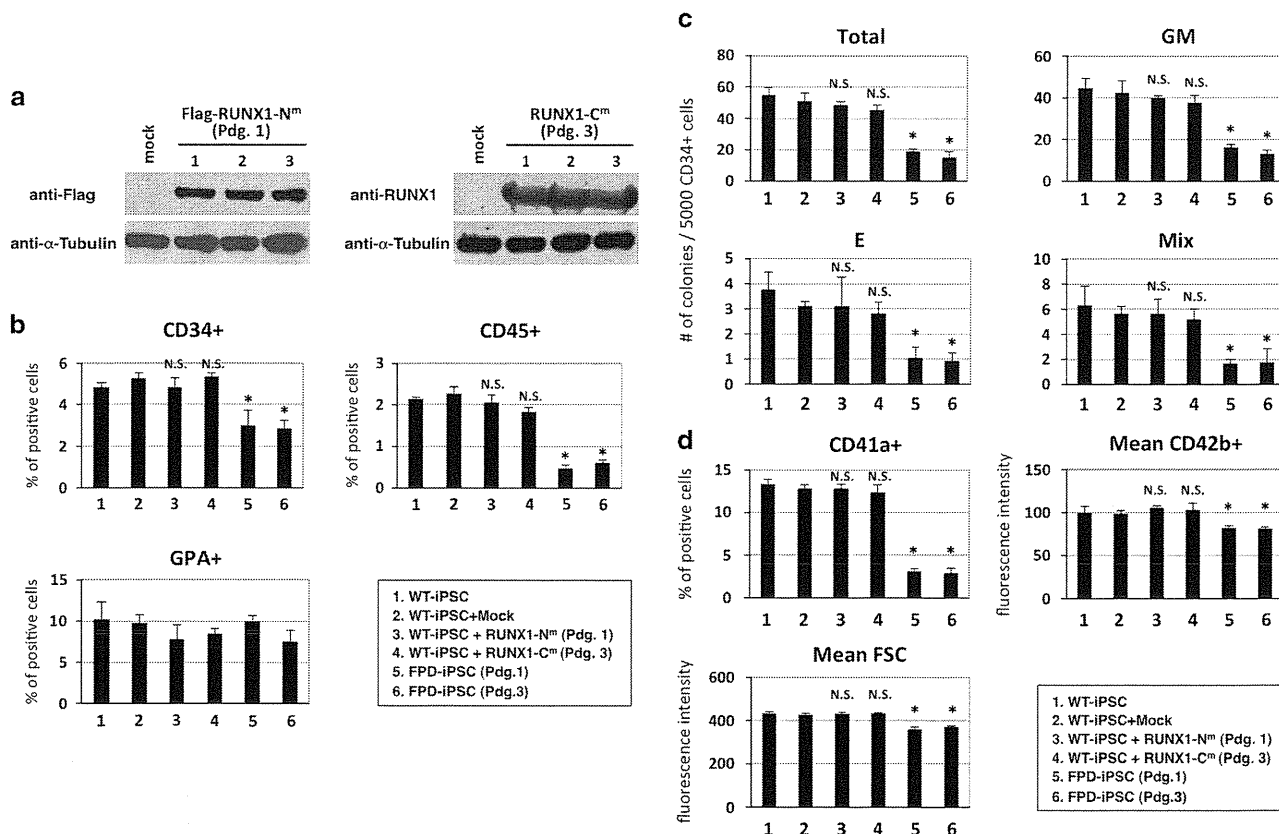 a
mock
Flag-RUNX1-Nᵐ
(Pdg. 1)
1 2 3
anti-Flag
anti-α-Tubulin
mock
RUNX1-Cᵐ
(Pdg. 3)
1 2 3
anti-RUNX1
anti-α-Tubulin
b
CD34+
% of positive cells
6
4
2
0
N.S. N.S. * *
1 2 3 4 5 6
CD45+
% of positive cells
3
2
1
0
N.S. N.S. * *
1 2 3 4 5 6
GPA+
% of positive cells
15
10
5
0
1 2 3 4 5 6
1. WT-iPSC
2. WT-iPSC+Mock
3. WT-iPSC + RUNX1-Nᵐ (Pdg. 1)
4. WT-iPSC + RUNX1-Cᵐ (Pdg. 3)
5. FPD-iPSC (Pdg.1)
6. FPD-iPSC (Pdg.3)
c
# of colonies / 5000 CD34+ cells
Total
80
60
40
20
0
N.S. N.S. * *
1 2 3 4 5 6
GM
60
40
20
0
N.S. N.S. * *
1 2 3 4 5 6
E
5
4
3
2
1
0
N.S. N.S. * *
1 2 3 4 5 6
Mix
10
8
6
4
2
0
N.S. N.S. * *
1 2 3 4 5 6
d
CD41a+
% of positive cells
15
10
5
0
N.S. N.S. * *
1 2 3 4 5 6
Mean CD42b+
fluorescence intensity
150
100
50
0
N.S. N.S. * *
1 2 3 4 5 6
Mean FSC
fluorescence intensity
600
400
200
0
N.S. N.S. * *
1 2 3 4 5 6
1. WT-iPSC
2. WT-iPSC+Mock
3. WT-iPSC + RUNX1-Nᵐ (Pdg. 1)
4. WT-iPSC + RUNX1-Cᵐ (Pdg. 3)
5. FPD-iPSC (Pdg.1)
6. FPD-iPSC (Pdg.3)